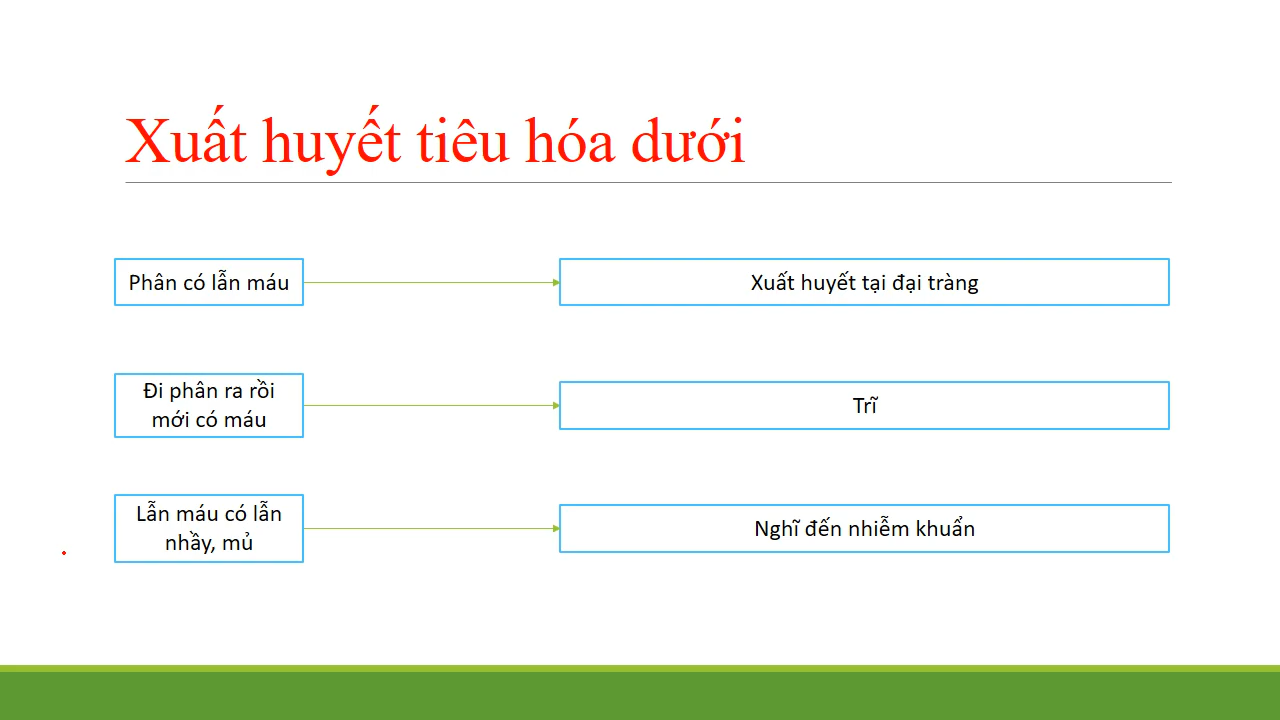 Xuất huyết tiêu hóa dưới
Phân có lẫn máu
Xuất huyết tại đại tràng
Đi phân ra rồi
mới có máu
Trĩ
Lẫn máu có lẫn
nhầy, mủ
Nghĩ đến nhiễm khuẩn